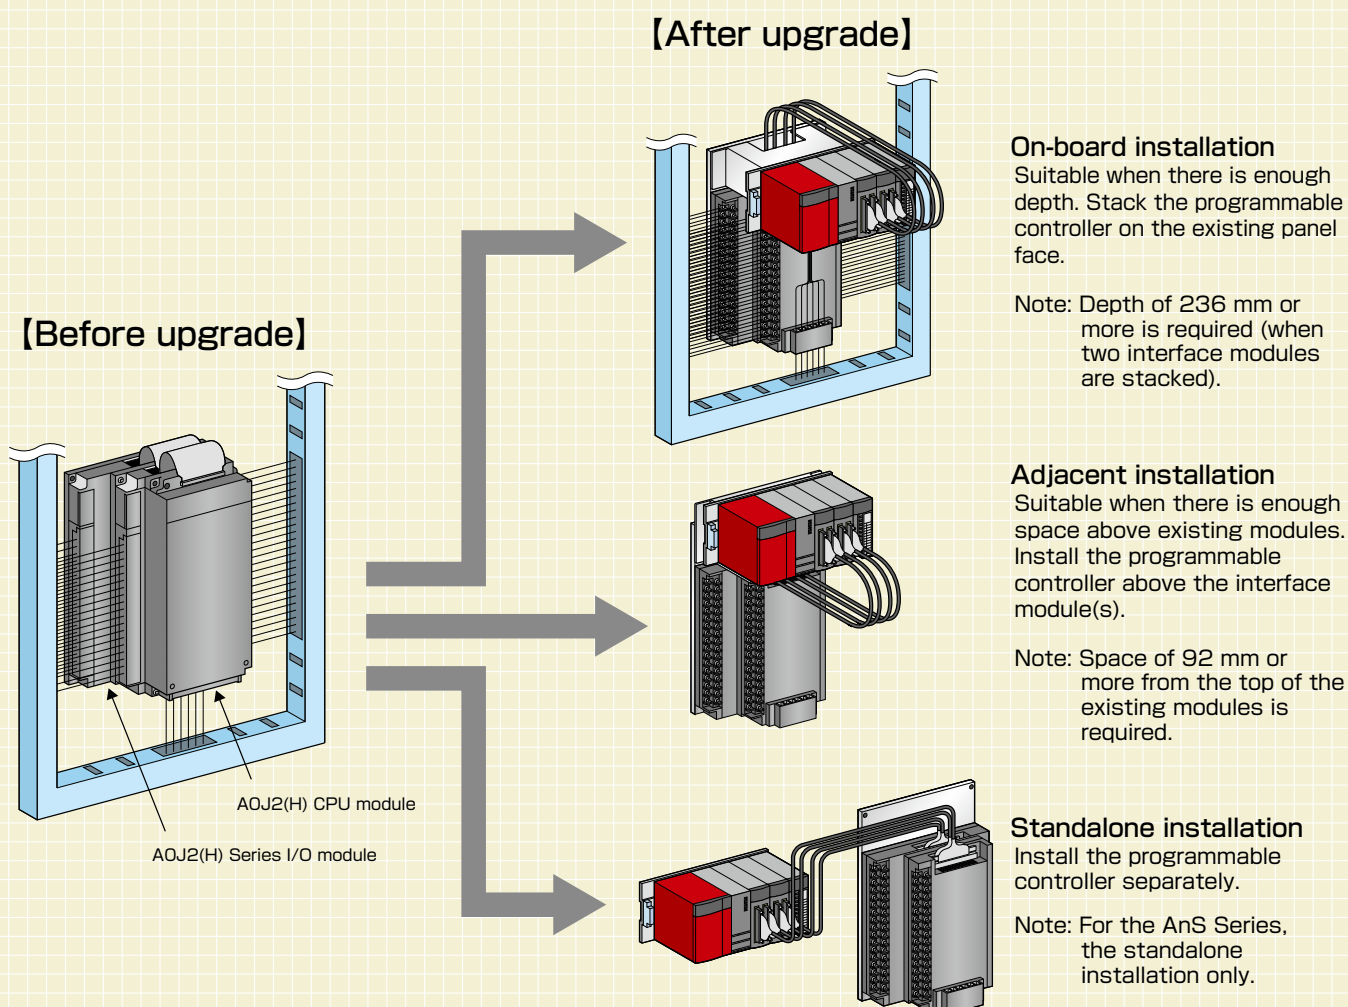 【After upgrade】
On-board installation
Suitable when there is enough
depth. Stack the programmable
controller on the existing panel
face.
Note: Depth of 236 mm or
more is required (when
two interface modules
are stacked).
【Before upgrade】
A0J2(H) CPU module
A0J2(H) Series I/O module
Adjacent installation
Suitable when there is enough
space above existing modules.
Install the programmable
controller above the interface
module(s).
Note: Space of 92 mm or
more from the top of the
existing modules is
required.
Standalone installation
Install the programmable
controller separately.
Note: For the AnS Series,
the standalone
installation only.